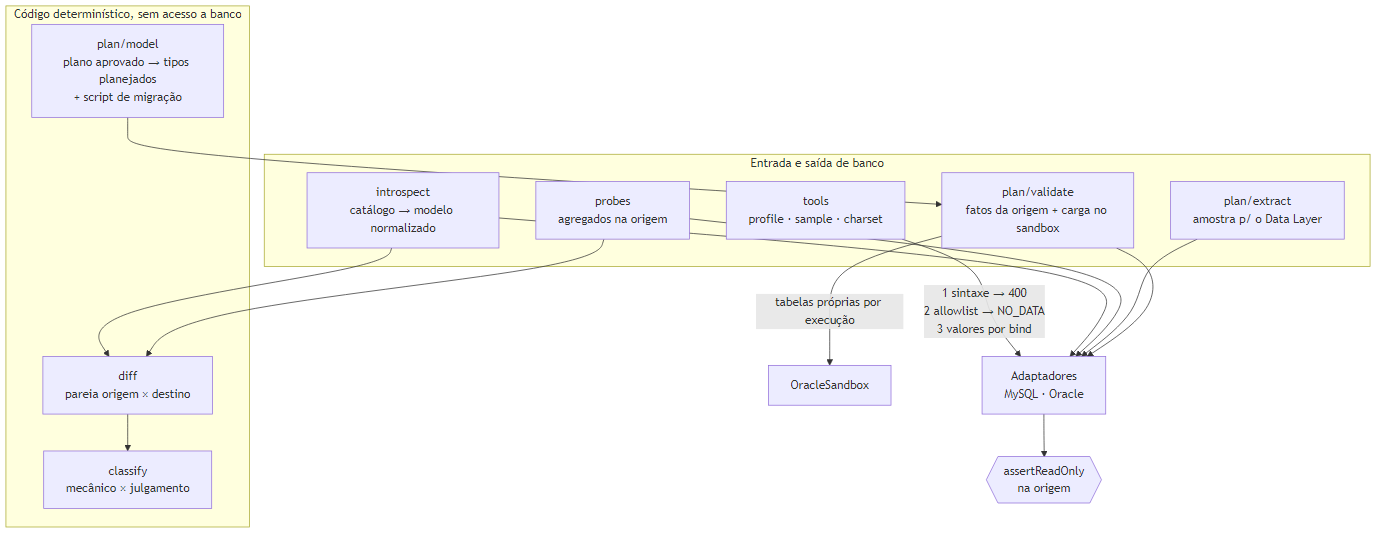 Código determinístico, sem acesso a banco
plan/model
plano aprovado → tipos
planejados
+ script de migração
Entrada e saída de banco
introspect
catálogo → modelo
normalizado
probes
agregados na origem
tools
profile · sample · charset
plan/validate
fatos da origem + carga no
sandbox
plan/extract
amostra p/ o Data Layer
tabelas próprias por
execução
1 sintaxe → 400
2 allowlist → NO_DATA
3 valores por bind
diff
pareia origem × destino
OracleSandbox
Adaptadores
MySQL · Oracle
classify
mecânico × julgamento
assertReadOnly
na origem